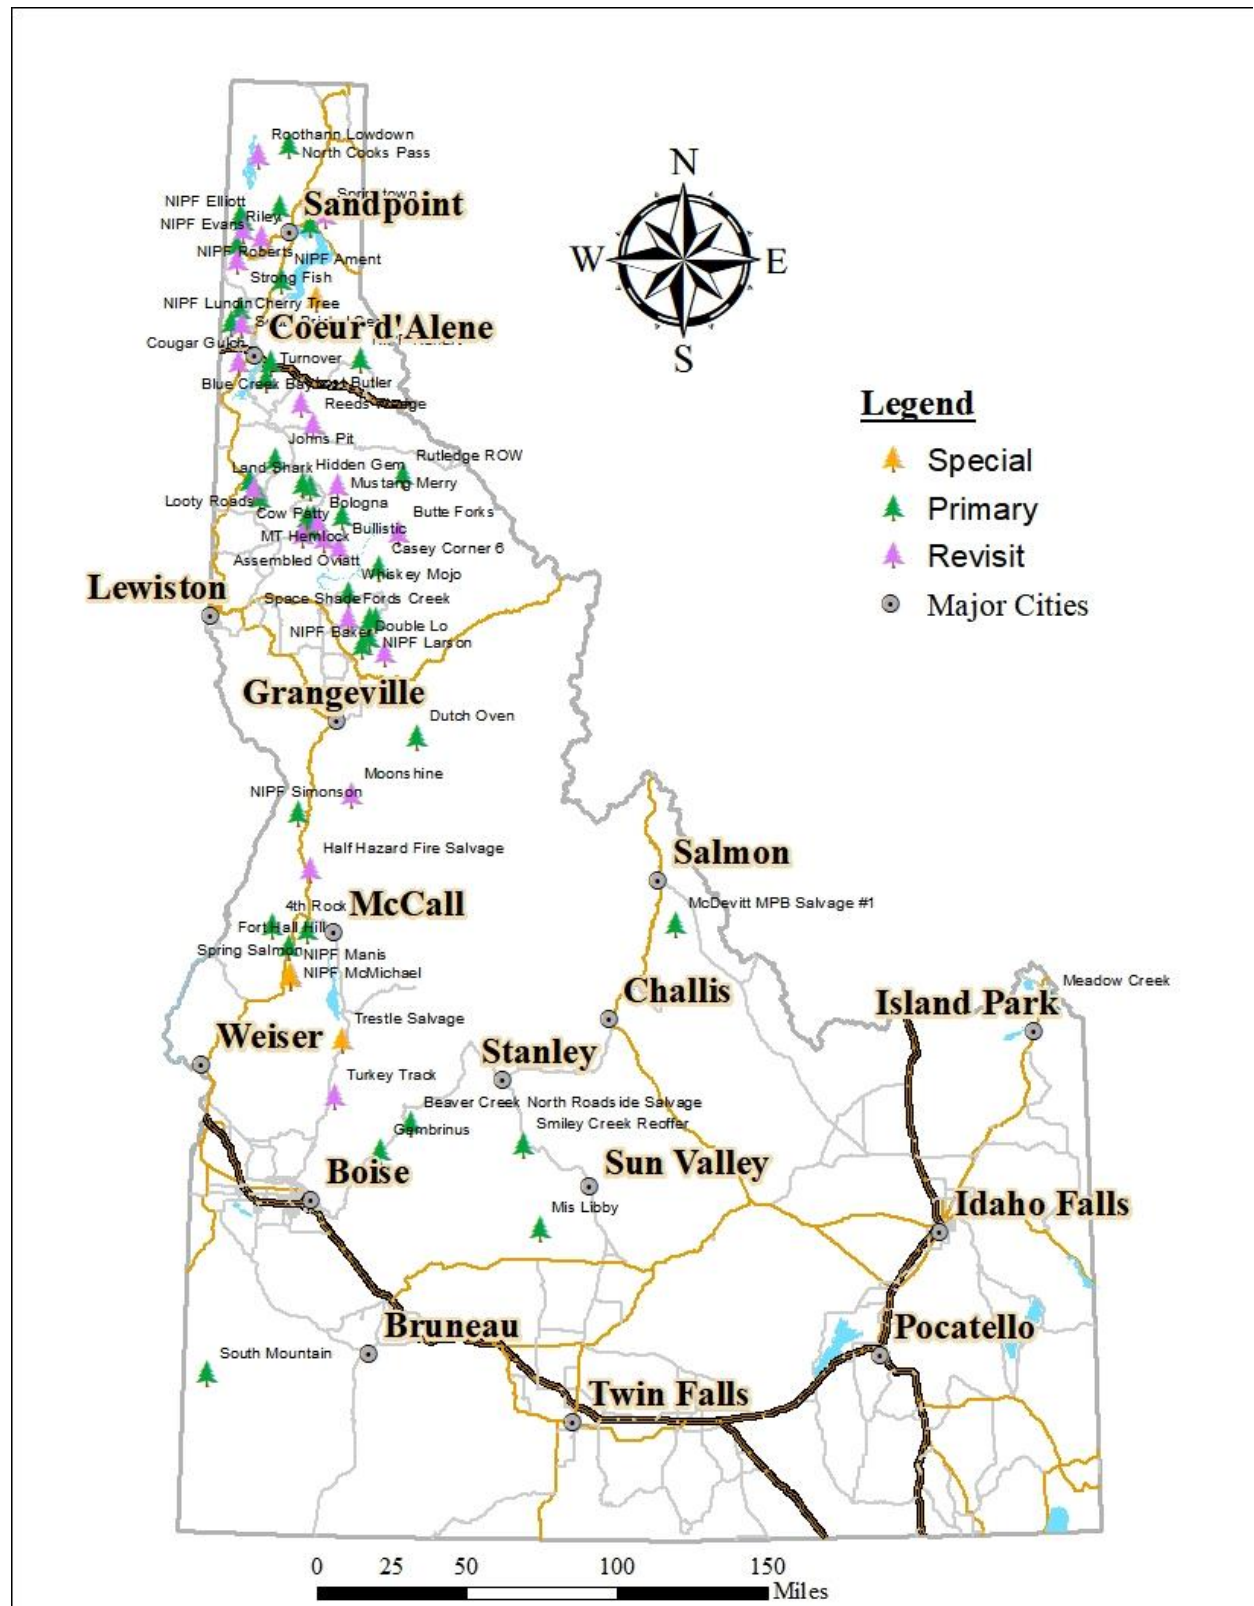 Roothann Lowdown
North Cooks Pass
N
NIPF Elliott
Sandpoint
Riley
NIPF Evans
W
E
NIPF Roberts
NIPF Ament
Strong Fish
NIPF Lundin
Cherry Tree
Coeur d'Alene
Cougar Gulch
S
Turnover
Blue Creek Bay
Butler
Reeds
Legend
Johns Pit
Rutledge ROW
Special
Land Shark
Hidden Gem
Mustang Merry
Looty Roads
Bologna
Primary
Cow Patty
Butte Forks
Bullistic
MT Hemlock
Casey Corner 6
Revisit
Assembled Oviatt
Whiskey Mojo
Lewiston
Space Shade
Fords Creek
Major Cities
Double Lo
NIPF Baker
NIPF Larson
Grangeville
Dutch Oven
Moonshine
NIPF Simonson
Half Hazard Fire Salvage
Salmon
4th Rock
McCall
McDevitt MPB Salvage #1
Fort Hall Hill
Spring Salmon
NIPF Manis
NIPF McMichael
Meadow Creek
Challis
Island Park
Trestle Salvage
Weiser
Stanley
Turkey Track
Beaver Creek
North Roadside Salvage
Smiley Creek Reoffer
Gambrinus
Boise
Sun Valley
Idaho Falls
Mis Libby
Bruneau
Pocatello
South Mountain
Twin Falls
0 25 50 100 150
Miles